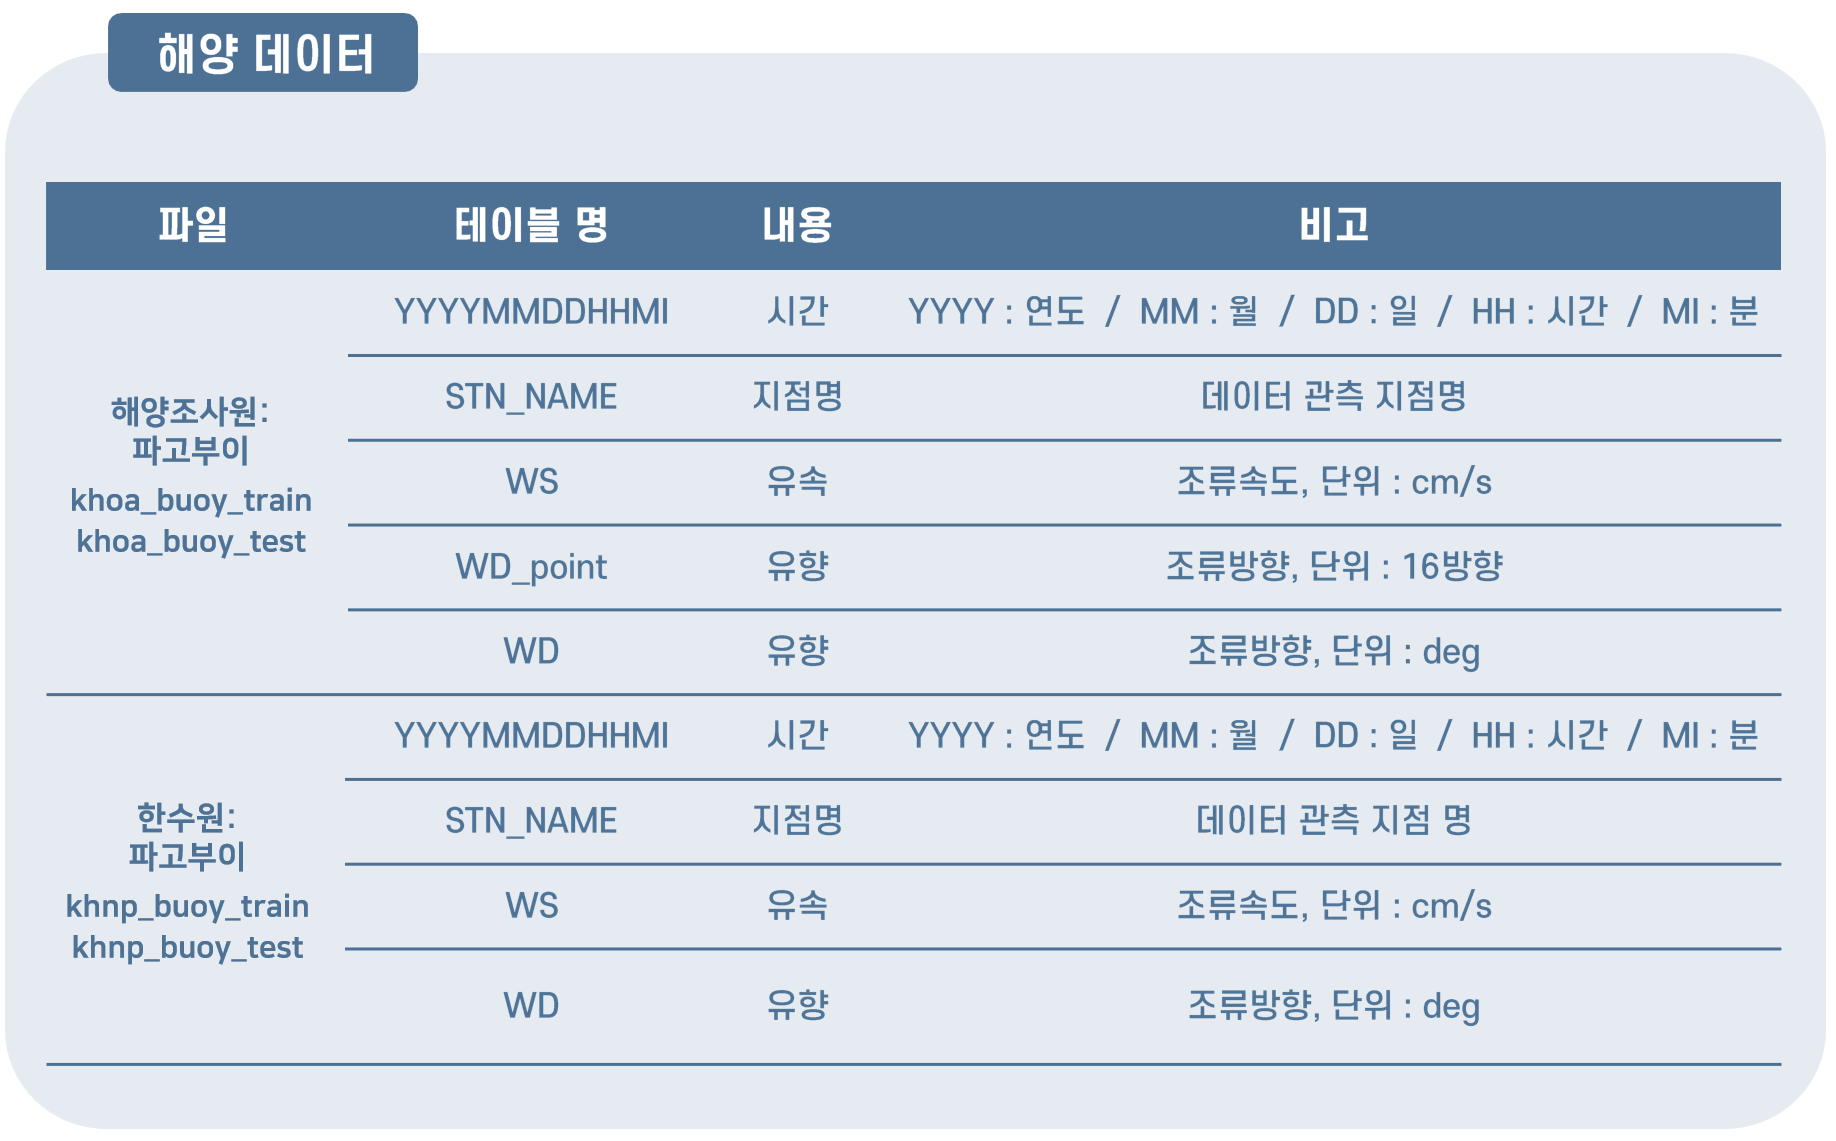 해양 데이터
파일 테이블 명 내용 비고
해양조사원:
파고부이
khoa_buoy_train
khoa_buoy_test
YYYYMMDDHHMI 시간 YYYY : 연도 / MM : 월 / DD : 일 / HH : 시간 / MI : 분
STN_NAME 지점명 데이터 관측 지점명
WS 유속 조류속도, 단위 : cm/s
WD_point 유향 조류방향, 단위 : 16방향
WD 유향 조류방향, 단위 : deg
한수원:
파고부이
khnp_buoy_train
khnp_buoy_test
YYYYMMDDHHMI 시간 YYYY : 연도 / MM : 월 / DD : 일 / HH : 시간 / MI : 분
STN_NAME 지점명 데이터 관측 지점 명
WS 유속 조류속도, 단위 : cm/s
WD 유향 조류방향, 단위 : deg